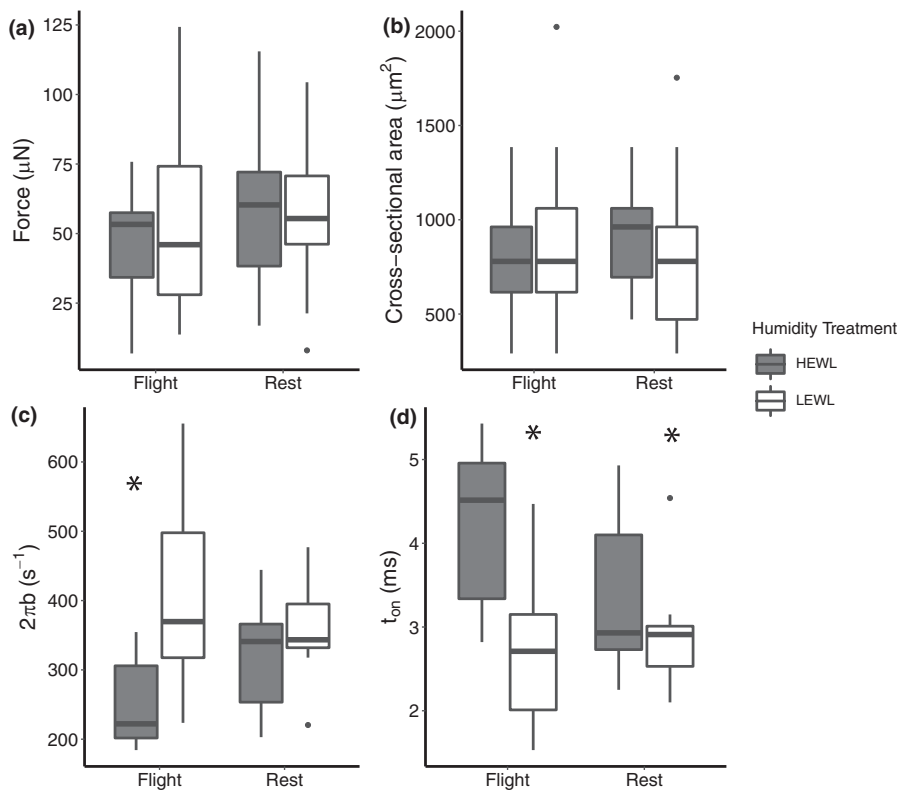 (a)
Force (μN)
125
100
75
50
25
Flight
Rest
(b)
Cross−sectional area (μm²)
2000
1500
1000
500
Flight
Rest
Humidity Treatment
HEWL
LEWL
(c)
2πb (s⁻¹)
600
500
400
300
200
*
Flight
Rest
(d)
t_on (ms)
5
4
3
2
*
*
Flight
Rest